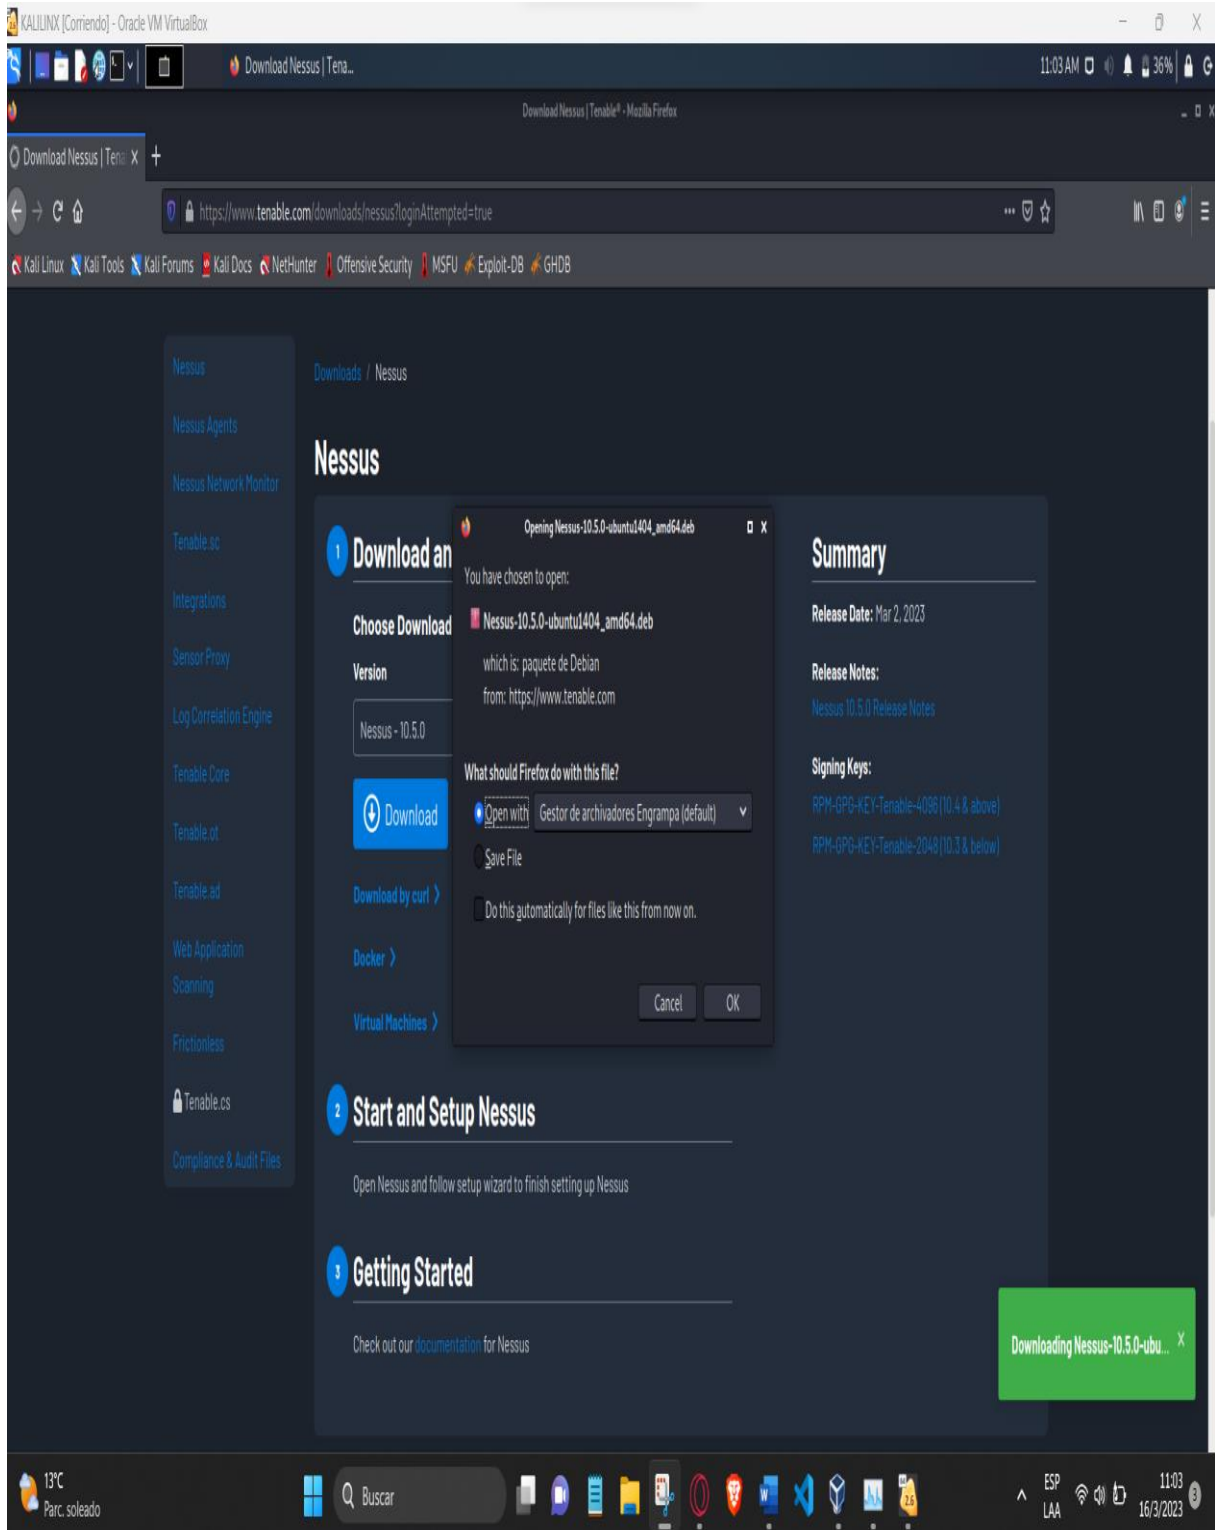 KALILINX [Corriendo] - Oracle VM VirtualBox
Download Nessus | Tena...
11:03 AM
36%
Download Nessus | Tenable® - Mozilla Firefox
Download Nessus | Tena
https://www.tenable.com/downloads/nessus?loginAttempted=true
Kali Linux Kali Tools Kali Forums Kali Docs NetHunter Offensive Security MSFU Exploit-DB GHDB
Nessus
Nessus Agents
Nessus Network Monitor
Tenable.sc
Integrations
Sensor Proxy
Log Correlation Engine
Tenable Core
Tenable.ot
Tenable.ad
Web Application
Scanning
Frictionless
Tenable.cs
Compliance & Audit Files
Downloads / Nessus
Nessus
1 Download an
Choose Download
Version
Nessus - 10.5.0
Download
Download by curl
Docker
Virtual Machines
Opening Nessus-10.5.0-ubuntu1404_amd64.deb
You have chosen to open:
Nessus-10.5.0-ubuntu1404_amd64.deb
which is: paquete de Debian
from: https://www.tenable.com
What should Firefox do with this file?
Open with Gestor de archivadores Engrampa (default)
Save File
Do this automatically for files like this from now on.
Cancel OK
Summary
Release Date: Mar 2, 2023
Release Notes:
Nessus 10.5.0 Release Notes
Signing Keys:
RPM-GPG-KEY-Tenable-4096 (10.4 & above)
RPM-GPG-KEY-Tenable-2048 (10.3 & below)
2 Start and Setup Nessus
Open Nessus and follow setup wizard to finish setting up Nessus
3 Getting Started
Check out our documentation for Nessus
Downloading Nessus-10.5.0-ubu...
13°C
Parc. soleado
Buscar
2.6
ESP
LAA
11:03
16/3/2023
3